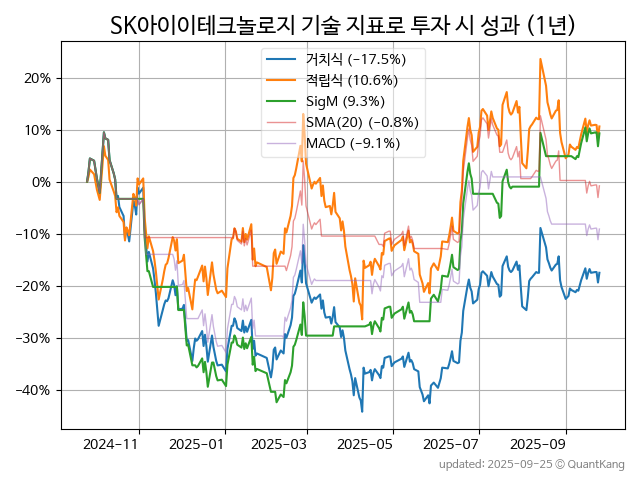 SK아이이테크놀로지 기술 지표로 투자 시 성과 (1년)
거치식 (−17.5%)
적립식 (10.6%)
SigM (9.3%)
SMA(20) (−0.8%)
MACD (−9.1%)
20%
10%
0%
−10%
−20%
−30%
−40%
2024-11
2025-01
2025-03
2025-05
2025-07
2025-09
updated: 2025-09-25 © QuantKang